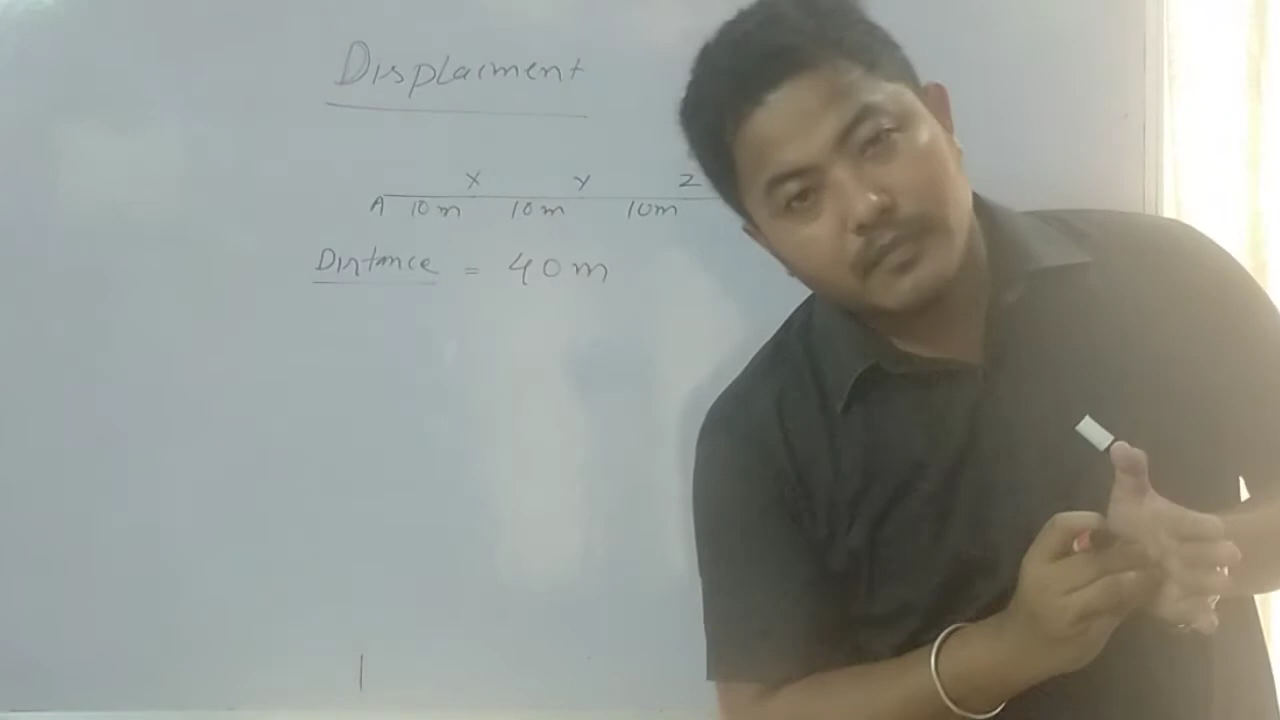 Displacment
X Y Z
A 10m 10m 10m
Distance = 40m